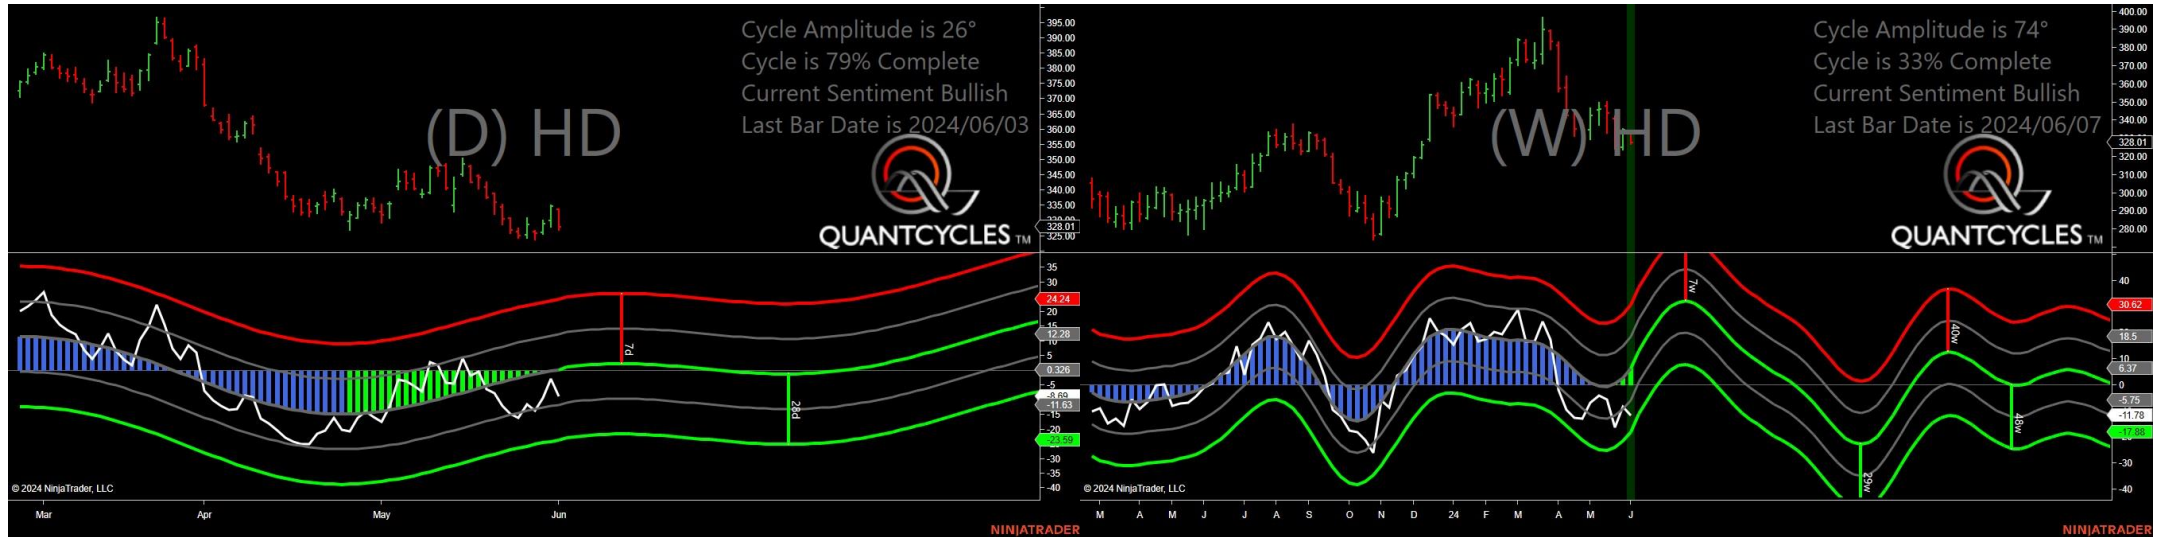 Cycle Amplitude is 26°
Cycle is 79% Complete
Current Sentiment Bullish
Last Bar Date is 2024/06/03
(D) HD
QUANTCYCLES TM
395.00
390.00
385.00
380.00
375.00
370.00
365.00
360.00
355.00
350.00
345.00
340.00
335.00
328.01
325.00
35
30
24.24
20
15
12.28
5
0.326
-5
-8.69
-11.63
-15
-20
-23.59
-30
-35
-40
7d
28d
© 2024 NinjaTrader, LLC
Mar Apr May Jun
NINJATRADER
Cycle Amplitude is 74°
Cycle is 33% Complete
Current Sentiment Bullish
Last Bar Date is 2024/06/07
(W) HD
QUANTCYCLES TM
400.00
390.00
380.00
370.00
360.00
350.00
340.00
328.01
320.00
310.00
300.00
290.00
280.00
40
30.62
18.5
10
6.37
0
-5.75
-11.78
-17.88
-30
-40
7w
29w
40w
48w
© 2024 NinjaTrader, LLC
M A M J J A S O N D 24 F M A M J
NINJATRADER